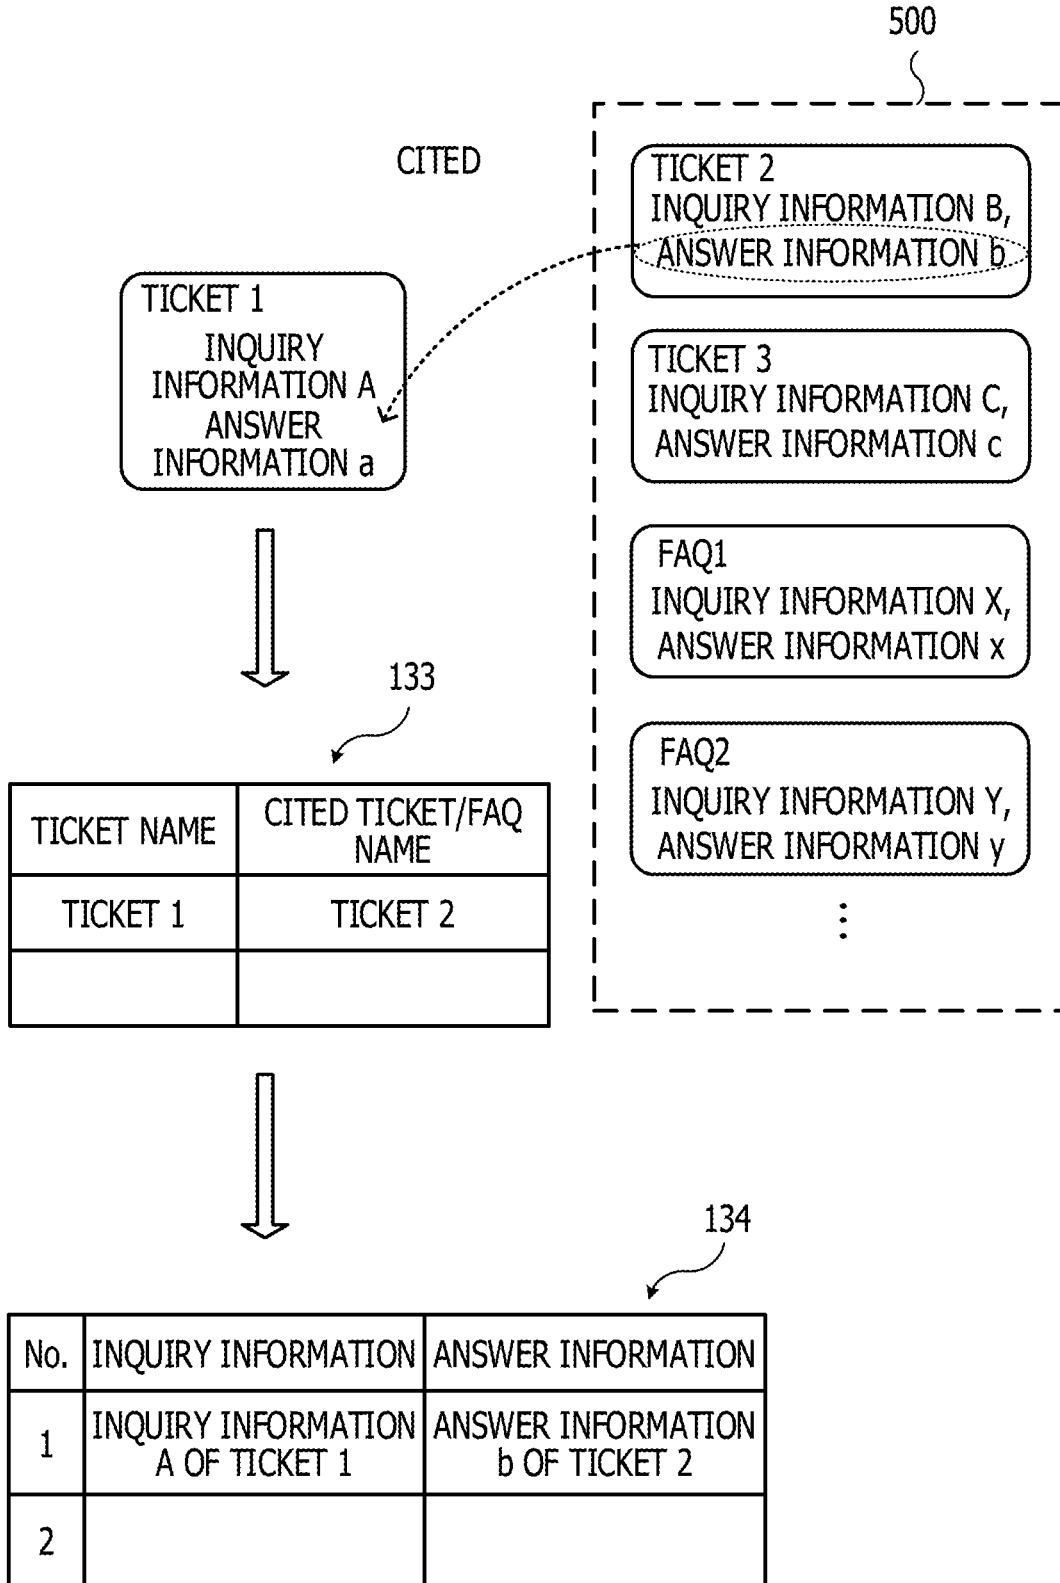 500
CITED
TICKET 2
INQUIRY INFORMATION B,
ANSWER INFORMATION b
TICKET 1
INQUIRY
INFORMATION A
ANSWER
INFORMATION a
TICKET 3
INQUIRY INFORMATION C,
ANSWER INFORMATION c
FAQ1
INQUIRY INFORMATION X,
ANSWER INFORMATION x
FAQ2
INQUIRY INFORMATION Y,
ANSWER INFORMATION y
⋮
133
TICKET NAME
CITED TICKET/FAQ
NAME
TICKET 1
TICKET 2
134
No.
INQUIRY INFORMATION
ANSWER INFORMATION
1
INQUIRY INFORMATION
A OF TICKET 1
ANSWER INFORMATION
b OF TICKET 2
2